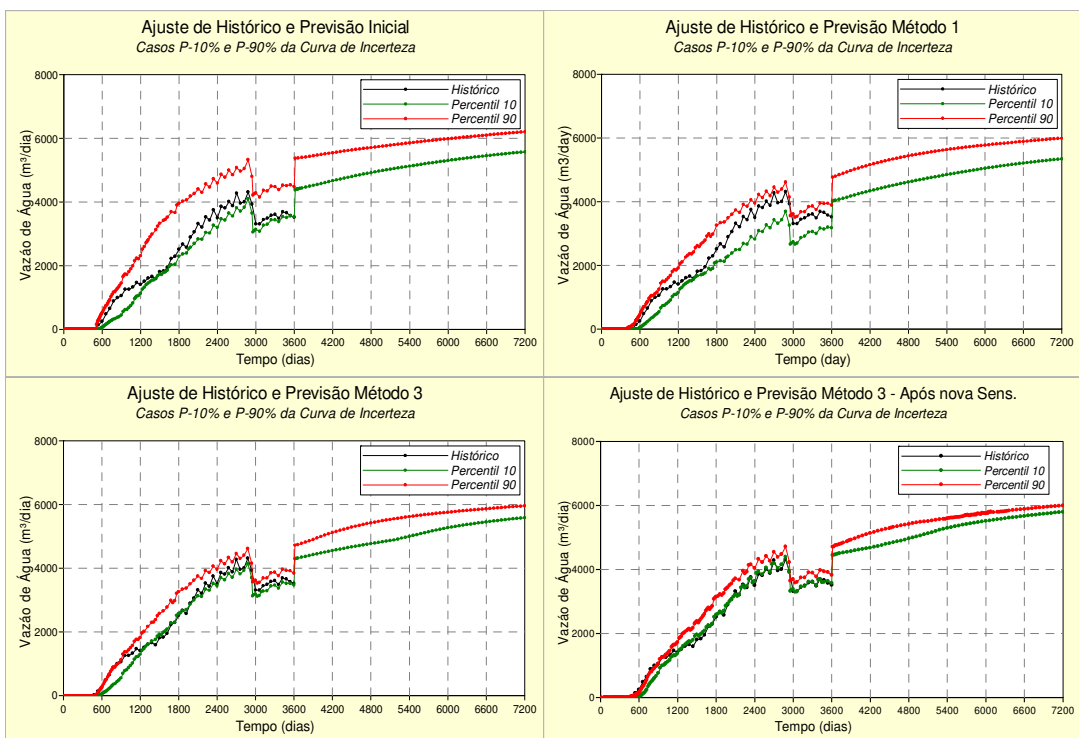 Ajuste de Histórico e Previsão Inicial
Casos P-10% e P-90% da Curva de Incerteza
8000
6000
4000
2000
0
Vazão de Água (m³/dia)
Histórico
Percentil 10
Percentil 90
0 600 1200 1800 2400 3000 3600 4200 4800 5400 6000 6600 7200
Tempo (dias)
Ajuste de Histórico e Previsão Método 1
Casos P-10% e P-90% da Curva de Incerteza
8000
6000
4000
2000
0
Vazão de Água (m3/day)
Histórico
Percentil 10
Percentil 90
0 600 1200 1800 2400 3000 3600 4200 4800 5400 6000 6600 7200
Tempo (day)
Ajuste de Histórico e Previsão Método 3
Casos P-10% e P-90% da Curva de Incerteza
8000
6000
4000
2000
0
Vazão de Água (m³/dia)
Histórico
Percentil 10
Percentil 90
0 600 1200 1800 2400 3000 3600 4200 4800 5400 6000 6600 7200
Tempo (dias)
Ajuste de Histórico e Previsão Método 3 - Após nova Sens.
Casos P-10% e P-90% da Curva de Incerteza
8000
6000
4000
2000
0
Vazão de Água (m³/dia)
Histórico
Percentil 10
Percentil 90
0 600 1200 1800 2400 3000 3600 4200 4800 5400 6000 6600 7200
Tempo (dias)